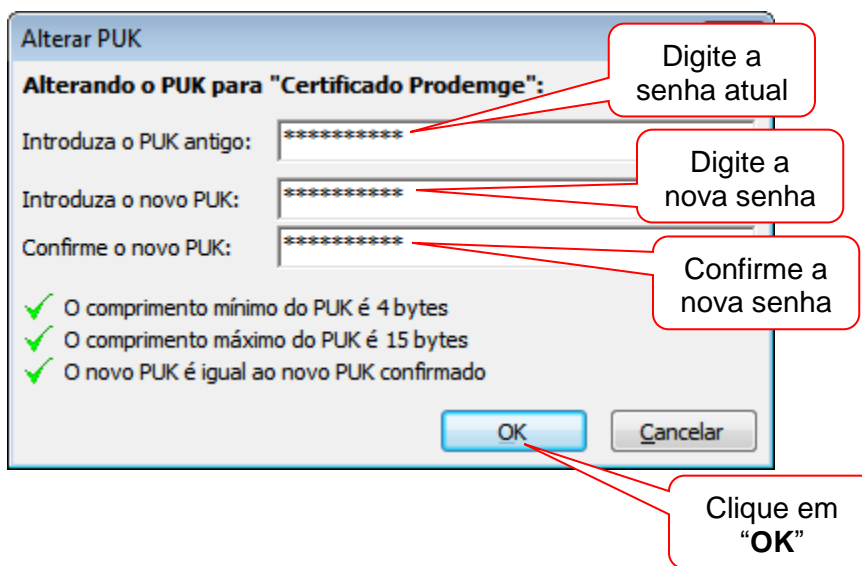 Alterar PUK
Digite a
senha atual
Alterando o PUK para "Certificado Prodemge":
Introduza o PUK antigo:
**********
Digite a
nova senha
Introduza o novo PUK:
**********
Confirme o novo PUK:
**********
Confirme a
nova senha
O comprimento mínimo do PUK é 4 bytes
O comprimento máximo do PUK é 15 bytes
O novo PUK é igual ao novo PUK confirmado
OK
Cancelar
Clique em
“OK”